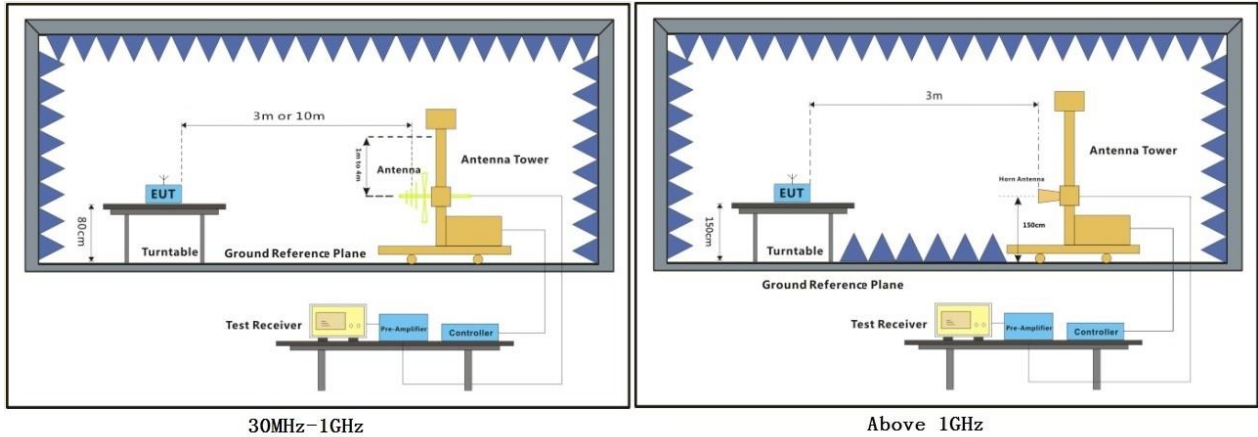 3m or 10m
1m to 4m
Antenna
Antenna Tower
EUT
80cm
Turntable
Ground Reference Plane
Test Receiver
Pre-Amplifier
Controller
30MHz-1GHz
3m
Antenna Tower
Horn Antenna
EUT
150cm
150cm
Turntable
Ground Reference Plane
Test Receiver
Pre-Amplifier
Controller
Above 1GHz